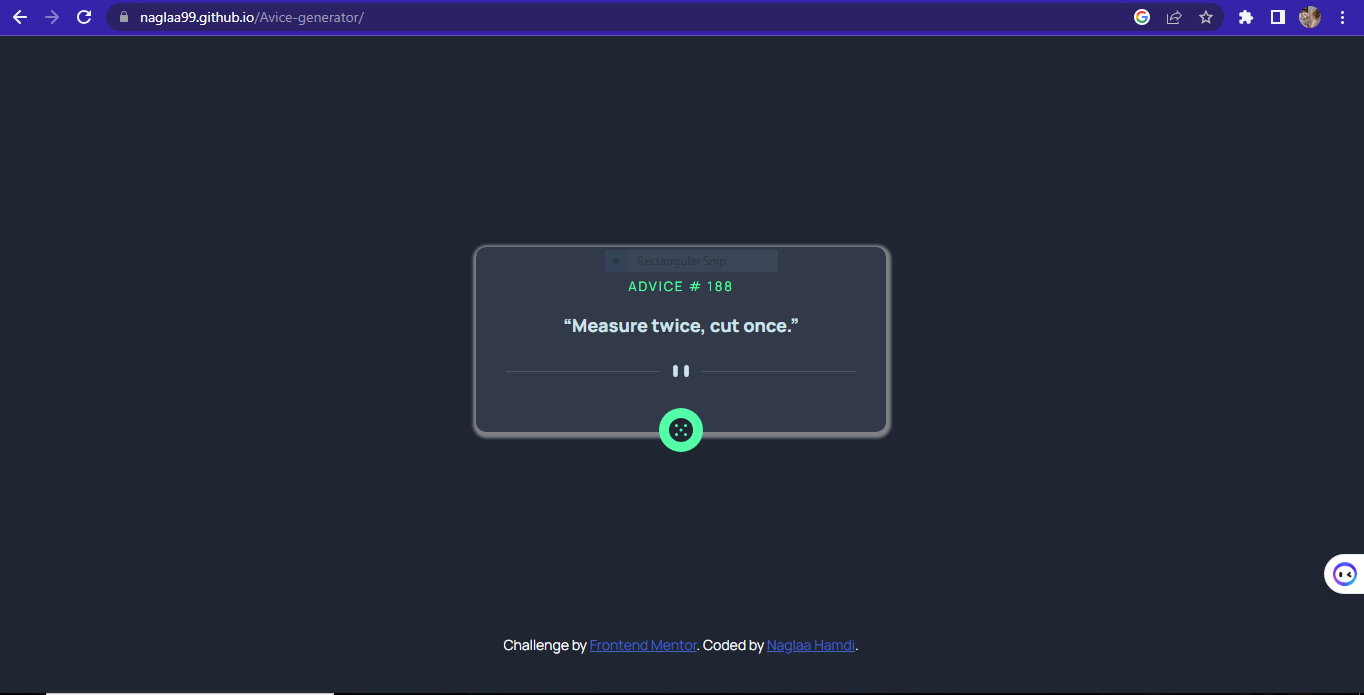 naglaa99.github.io/Avice-generator/
Rectangular Snip
ADVICE # 188
“Measure twice, cut once.”
Challenge by Frontend Mentor. Coded by Naglaa Hamdi.